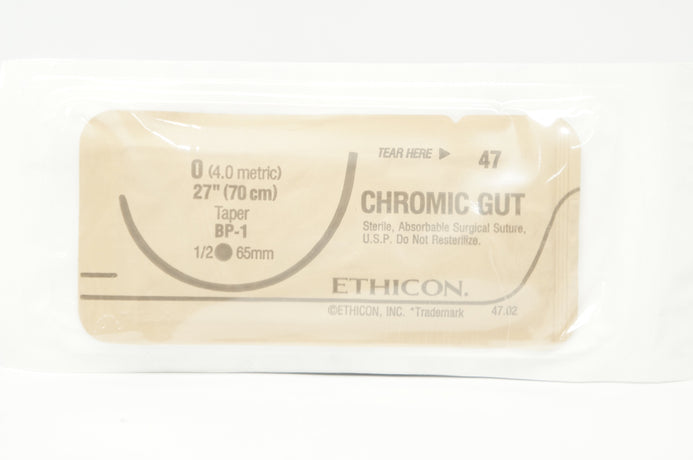 0 (4.0 metric)
27" (70 cm)
Taper
BP-1
1/2 65mm
TEAR HERE 47
CHROMIC GUT
Sterile, Absorbable Surgical Suture,
U.S.P. Do Not Resterilize.
ETHICON.
©ETHICON, INC. *Trademark 47.02